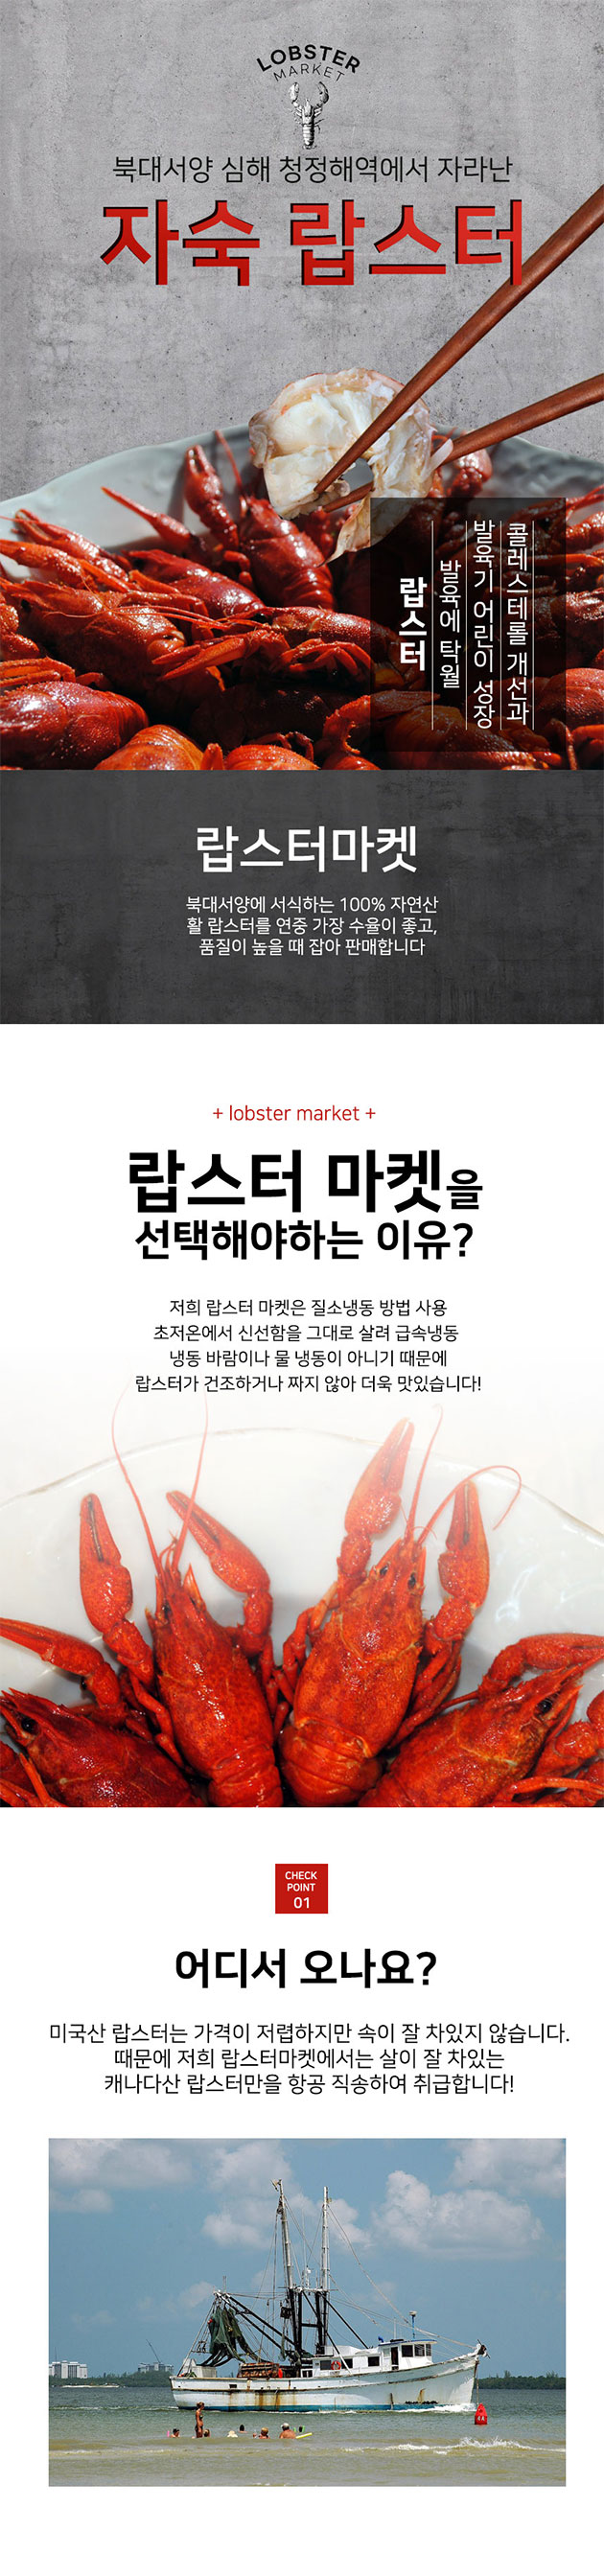 LOBSTER
MARKET
북대서양 심해 청정해역에서 자라난
자숙 랍스터
콜레스테롤 개선과
발육기 어린이 성장
발육에 탁월
랍스터
랍스터마켓
북대서양에 서식하는 100% 자연산
활 랍스터를 연중 가장 수율이 좋고,
품질이 높을 때 잡아 판매합니다
+ lobster market +
랍스터 마켓을
선택해야하는 이유?
저희 랍스터 마켓은 질소냉동 방법 사용
초저온에서 신선함을 그대로 살려 급속냉동
냉동 바람이나 물 냉동이 아니기 때문에
랍스터가 건조하거나 짜지 않아 더욱 맛있습니다!
CHECK
POINT
01
어디서 오나요?
미국산 랍스터는 가격이 저렵하지만 속이 잘 차있지 않습니다.
때문에 저희 랍스터마켓에서는 살이 잘 차있는
캐나다산 랍스터만을 항공 직송하여 취급합니다!